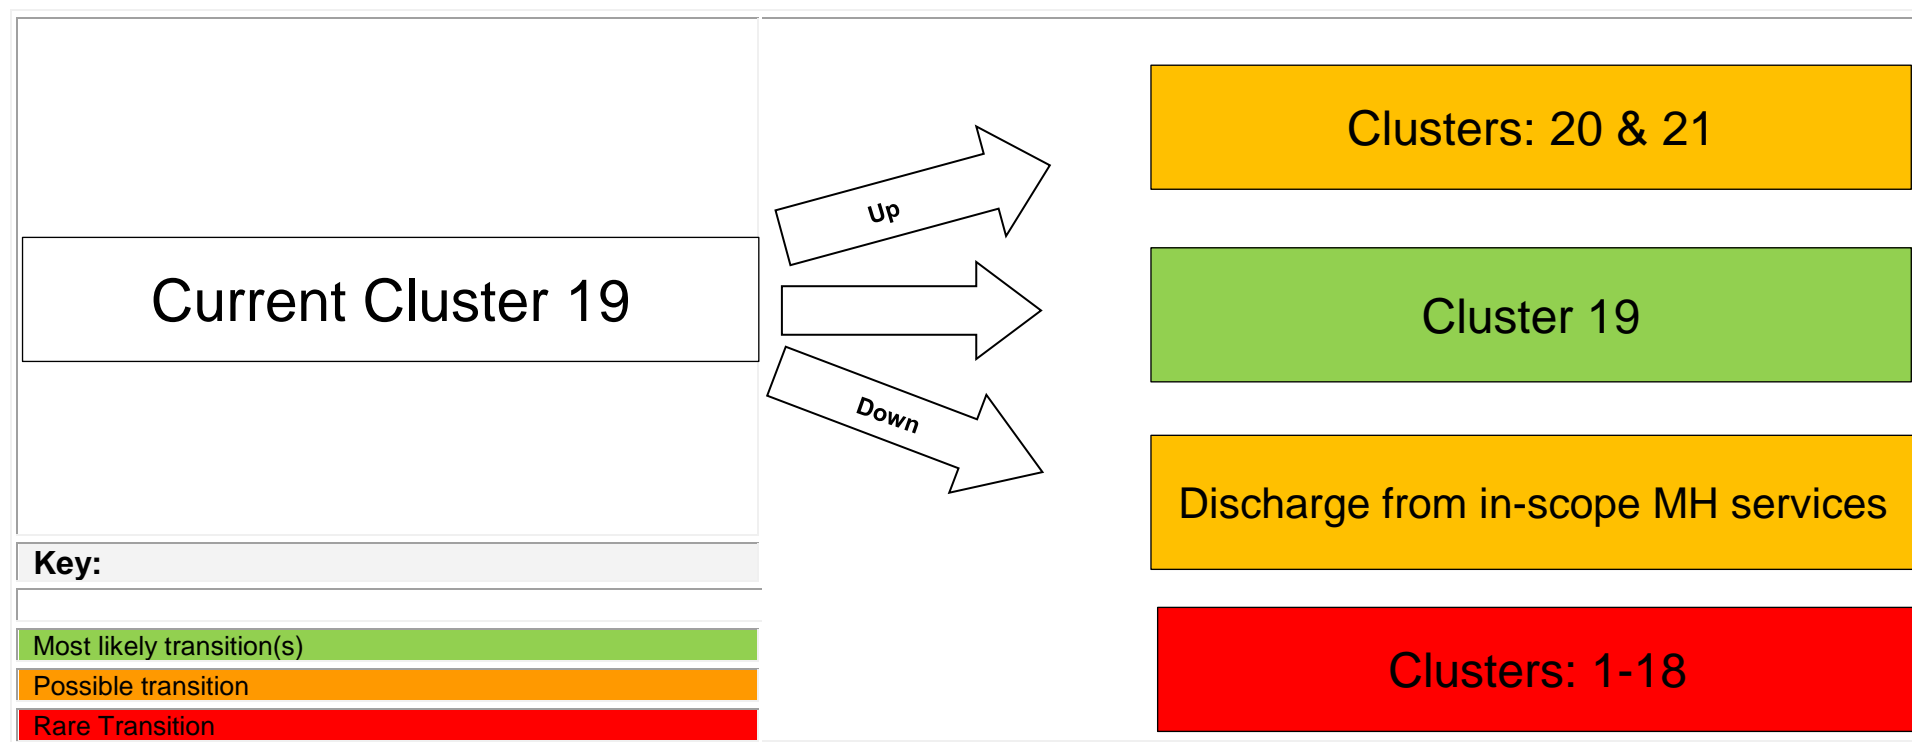 Current Cluster 19
Up
Down
Clusters: 20 & 21
Cluster 19
Discharge from in-scope MH services
Clusters: 1-18
Key:
Most likely transition(s)
Possible transition
Rare Transition